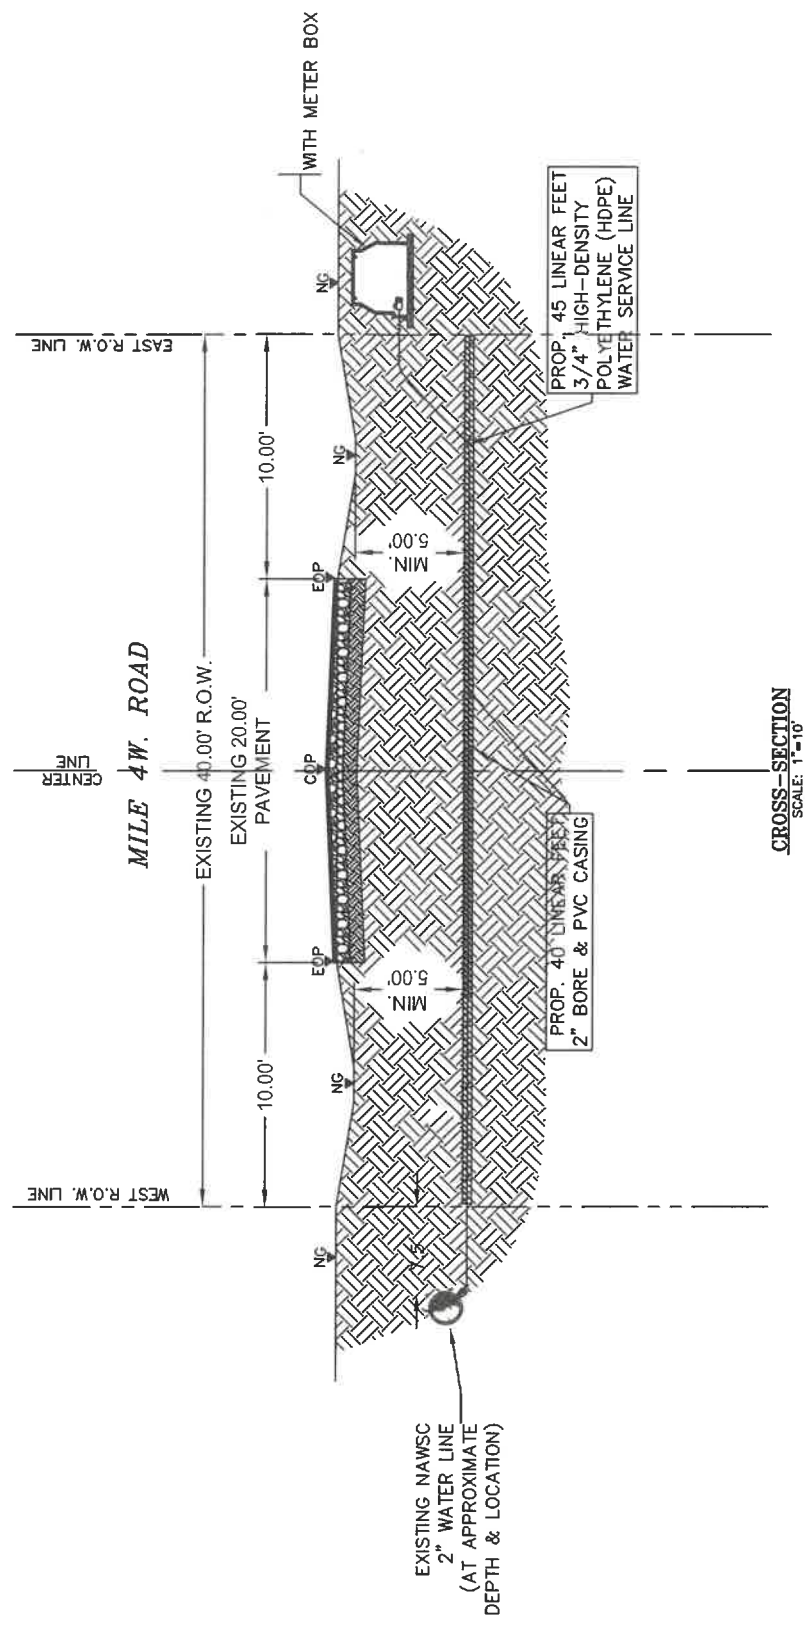 MILE 4W. ROAD
CENTER
LINE
WEST R.O.W. LINE
EAST R.O.W. LINE
EXISTING 40.00' R.O.W.
10.00'
EXISTING 20.00'
PAVEMENT
10.00'
NG
NG
EOP
COP
EOP
NG
NG
WITH METER BOX
MIN.
5.00'
MIN.
5.00'
EXISTING NAWSC
2" WATER LINE
(AT APPROXIMATE
DEPTH & LOCATION)
PROP. 40 LINEAR FEET
2" BORE & PVC CASING
PROP. 45 LINEAR FEET
3/4" HIGH-DENSITY
POLYETHYLENE (HDPE)
WATER SERVICE LINE
CROSS-SECTION
SCALE: 1"=10'